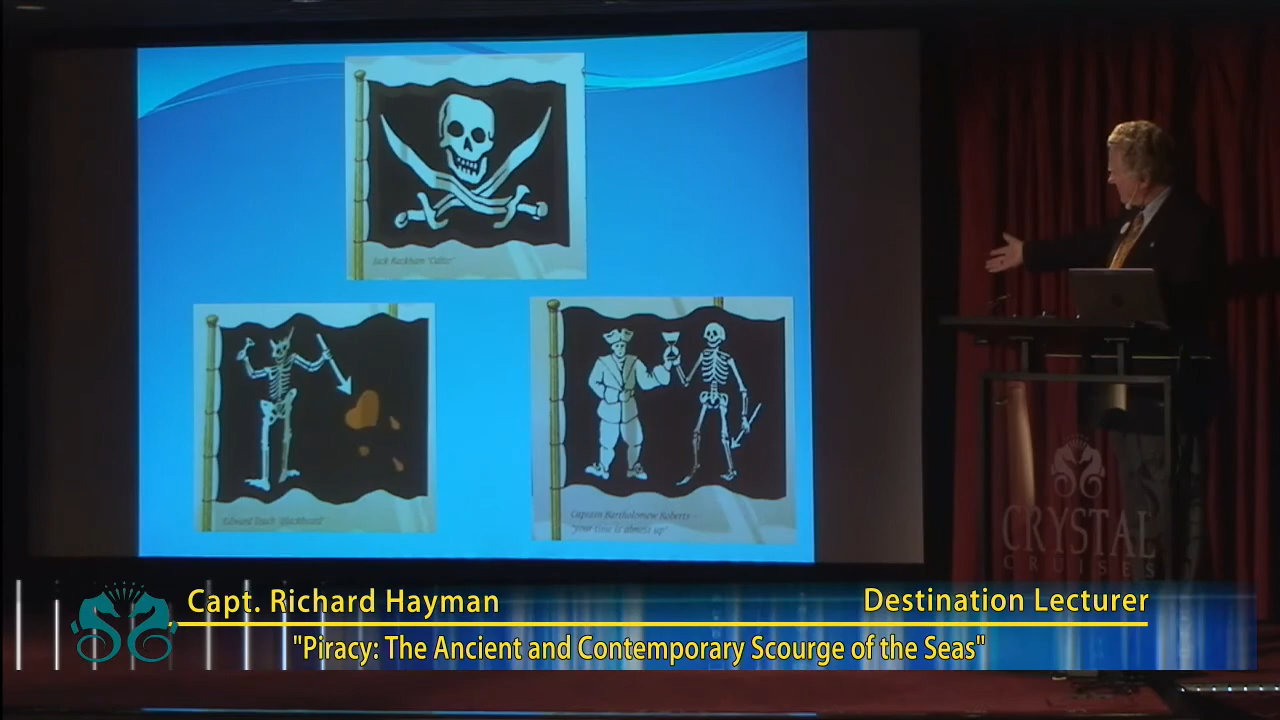 Jack Rackham "Calico"
Edward Teach 'Blackbeard'
Captain Bartholomew Roberts -
"your time is almost up"
CRYSTAL
CRUISES
Capt. Richard Hayman
Destination Lecturer
"Piracy: The Ancient and Contemporary Scourge of the Seas"